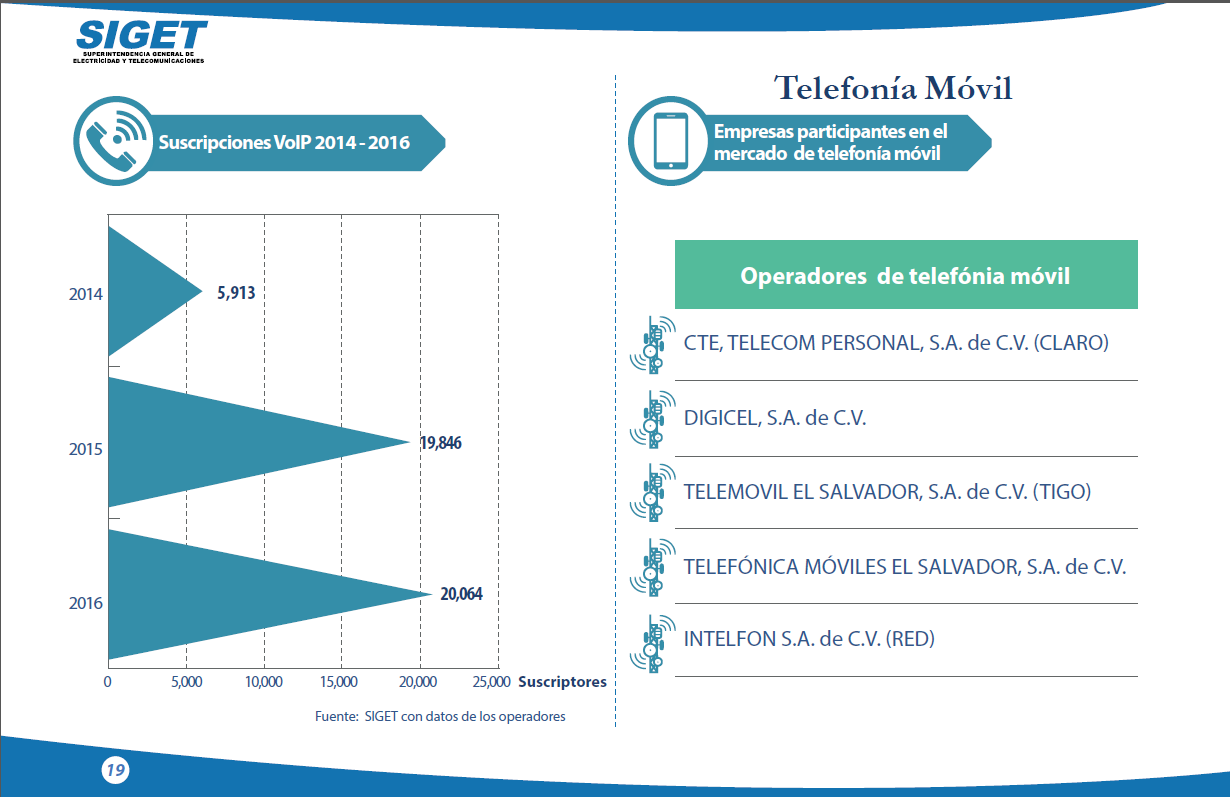 SIGET
SUPERINTENDENCIA GENERAL DE
ELECTRICIDAD Y TELECOMUNICACIONES
Suscripciones VoIP 2014 - 2016
2014
5,913
2015
19,846
2016
20,064
0 5,000 10,000 15,000 20,000 25,000 Suscriptores
Fuente: SIGET con datos de los operadores
19
Telefonía Móvil
Empresas participantes en el
mercado de telefonía móvil
Operadores de telefónia móvil
CTE, TELECOM PERSONAL, S.A. de C.V. (CLARO)
DIGICEL, S.A. de C.V.
TELEMOVIL EL SALVADOR, S.A. de C.V. (TIGO)
TELEFÓNICA MÓVILES EL SALVADOR, S.A. de C.V.
INTELFON S.A. de C.V. (RED)